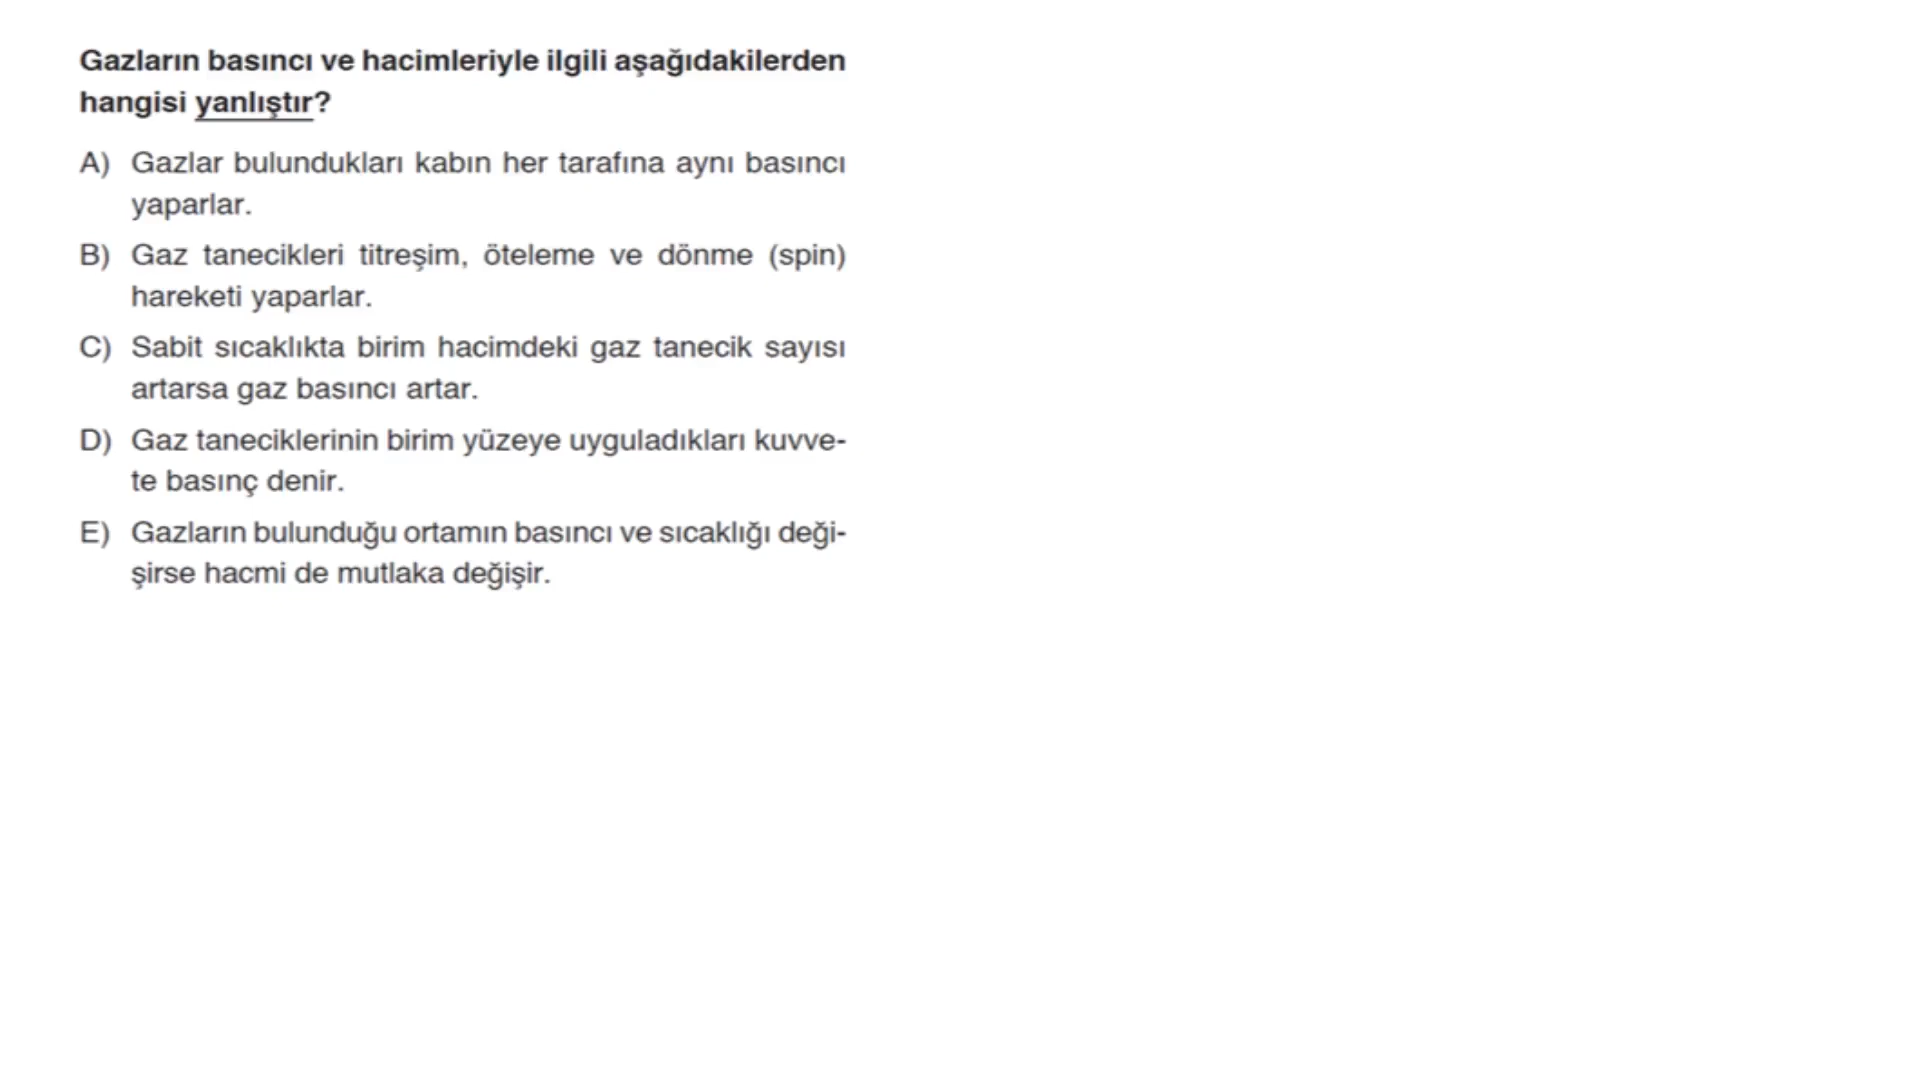 Gazların basıncı ve hacimleriyle ilgili aşağıdakilerden
hangisi yanlıştır?
A) Gazlar bulundukları kabın her tarafına aynı basıncı
yaparlar.
B) Gaz tanecikleri titreşim, öteleme ve dönme (spin)
hareketi yaparlar.
C) Sabit sıcaklıkta birim hacimdeki gaz tanecik sayısı
artarsa gaz basıncı artar.
D) Gaz taneciklerinin birim yüzeye uyguladıkları kuvve-
te basınç denir.
E) Gazların bulunduğu ortamın basıncı ve sıcaklığı deği-
şirse hacmi de mutlaka değişir.